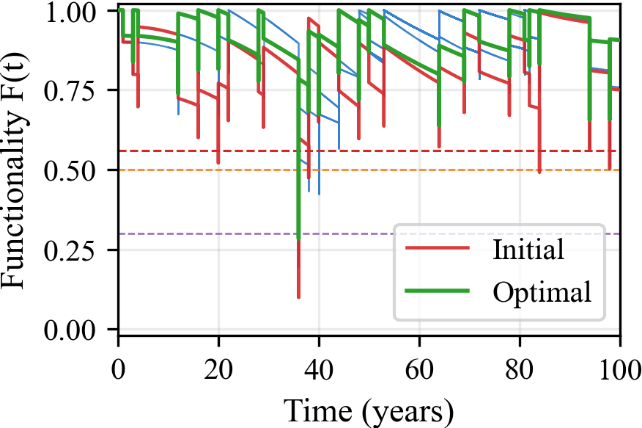 Functionality F(t)
1.00
0.75
0.50
0.25
0.00
Initial
Optimal
0 20 40 60 80 100
Time (years)